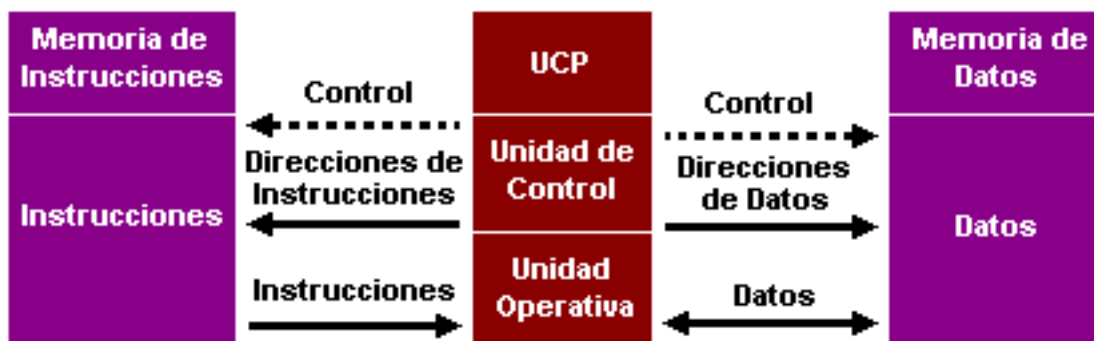 Memoria de
Instrucciones
Instrucciones
Control
Direcciones de
Instrucciones
Instrucciones
UCP
Unidad de
Control
Unidad
Operativa
Control
Direcciones
de Datos
Datos
Memoria de
Datos
Datos